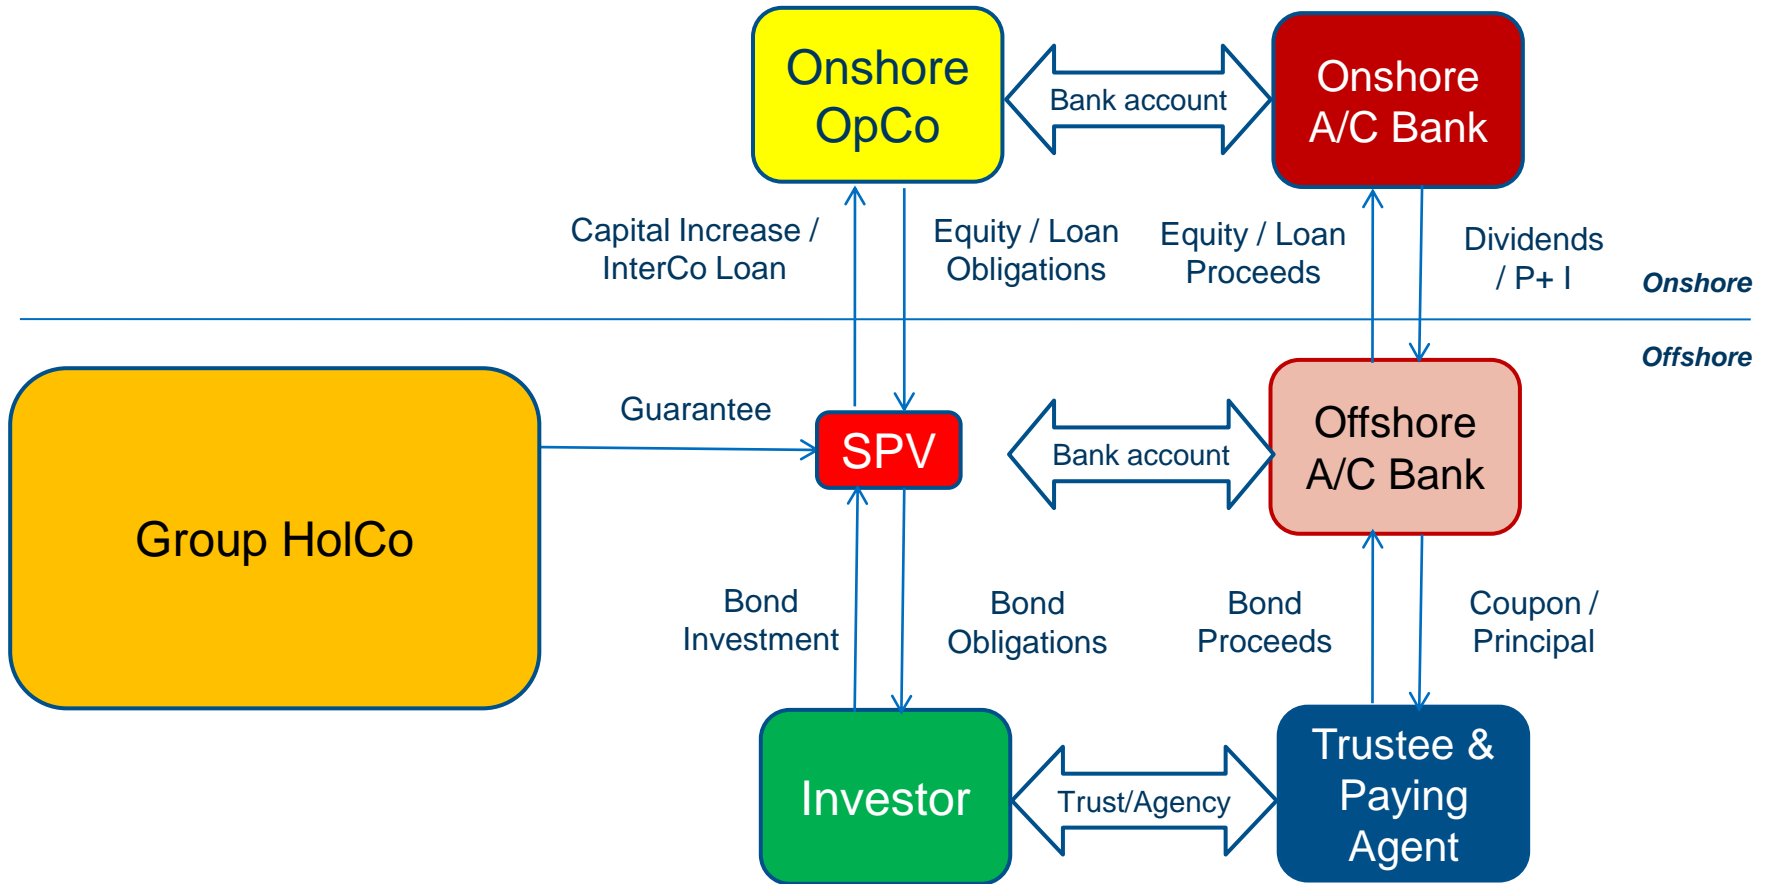 Onshore
OpCo
Bank account
Onshore
A/C Bank
Capital Increase /
InterCo Loan
Equity / Loan
Obligations
Equity / Loan
Proceeds
Dividends
/ P+ I
Onshore
Offshore
Group HolCo
Guarantee
SPV
Bank account
Offshore
A/C Bank
Bond
Investment
Bond
Obligations
Bond
Proceeds
Coupon /
Principal
Investor
Trust/Agency
Trustee &
Paying
Agent